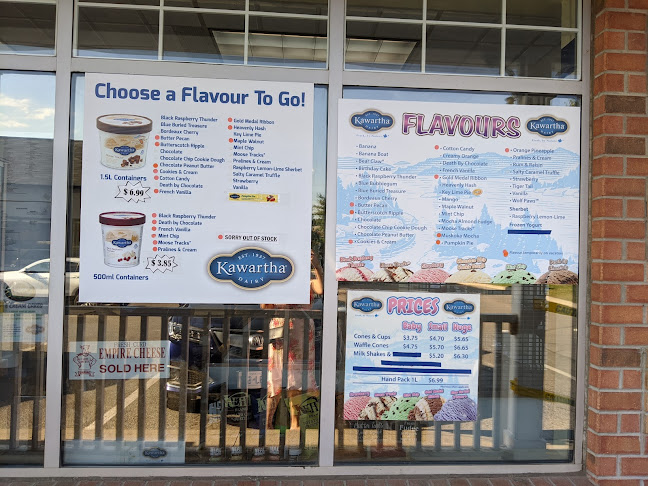 Choose a Flavour To Go!
Black Raspberry Thunder
Blue Buried Treasure
Bordeaux Cherry
Butter Pecan
Butterscotch Ripple
Chocolate
Chocolate Chip Cookie Dough
Chocolate Peanut Butter
Cookies & Cream
Cotton Candy
Death by Chocolate
French Vanilla
Gold Medal Ribbon
Heavenly Hash
Key Lime Pie
Maple Walnut
Mint Chip
Moose Tracks
Pralines & Cream
Raspberry Lemon-Lime Sherbet
Salty Caramel Truffle
Strawberry
Vanilla
Kawartha
1.5L Containers
$6.99
Black Raspberry Thunder
Death by Chocolate
French Vanilla
Mint Chip
Moose Tracks
Pralines & Cream
Kawartha
500ml Containers
$3.85
SORRY OUT OF STOCK
EST. 1937
Kawartha
DAIRY
Kawartha
FLAVOURS
Kawartha
Banana
Banana Boat
Bear Claw
Birthday Cake
Black Raspberry Thunder
Blue Bubblegum
Blue Buried Treasure
Bordeaux Cherry
Butter Pecan
Butterscotch Ripple
Chocolate
Chocolate Chip Cookie Dough
Chocolate Peanut Butter
Cookies & Cream
Cotton Candy
Creamy Orange
Death By Chocolate
Gold Medal Ribbon
Heavenly Hash
Key Lime Pie
Mango
Maple Walnut
Mint Chip
Mocha Almond Fudge
Moose Tracks
Muskoka Mocha
Pumpkin Pie
Orange Pineapple
Pralines & Cream
Rum & Raisin
Salty Caramel Truffle
Strawberry
Tiger Tail
Vanilla
Wolf Paws
Sherbet
Raspberry Lemon-Lime
Frozen Yogurt
Kawartha
PRICES
Kawartha
Baby Small Huge
Cones & Cups $3.75 $4.70 $5.65
Waffle Cones $4.75 $5.70 $6.65
Milk Shakes & $5.20 $6.30
Hand Pack 1L $6.99
EMPIRE CHEESE
SOLD HERE